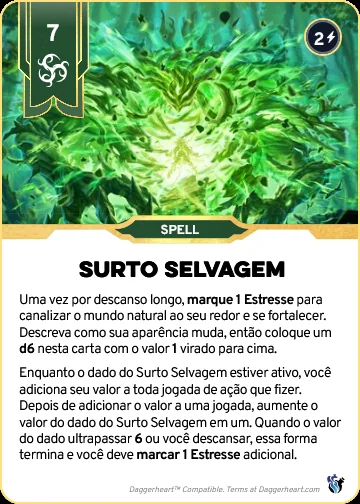 7
2
SPELL
SURTO SELVAGEM
Uma vez por descanso longo, marque 1 Estresse para
canalizar o mundo natural ao seu redor e se fortalecer.
Descreva como sua aparência muda, então coloque um
d6 nesta carta com o valor 1 virado para cima.
Enquanto o dado do Surto Selvagem estiver ativo, você
adiciona seu valor a toda jogada de ação que fizer.
Depois de adicionar o valor a uma jogada, aumente o
valor do dado do Surto Selvagem em um. Quando o valor
do dado ultrapassar 6 ou você descansar, essa forma
termina e você deve marcar 1 Estresse adicional.
Daggerheart™ Compatible. Terms at Daggerheart.com